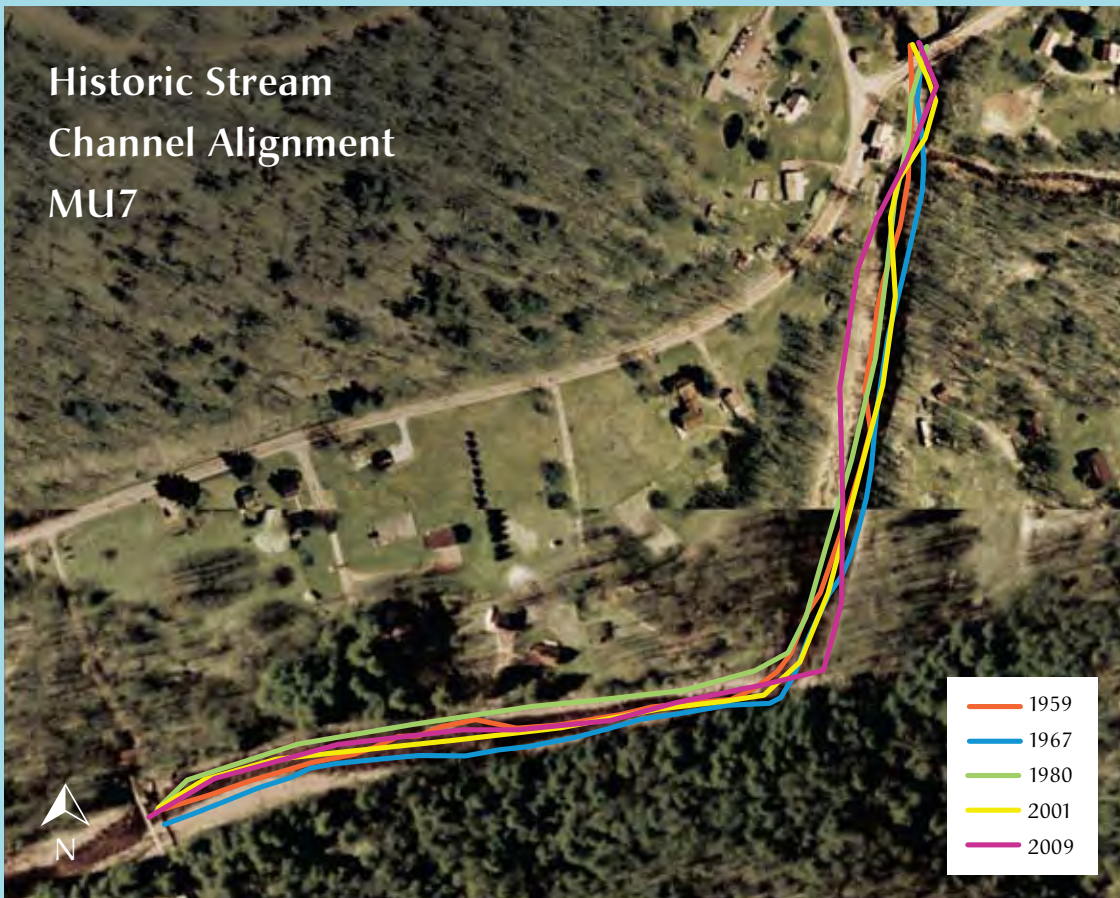 Historic Stream
Channel Alignment
MU7
1959
1967
1980
2001
2009
N